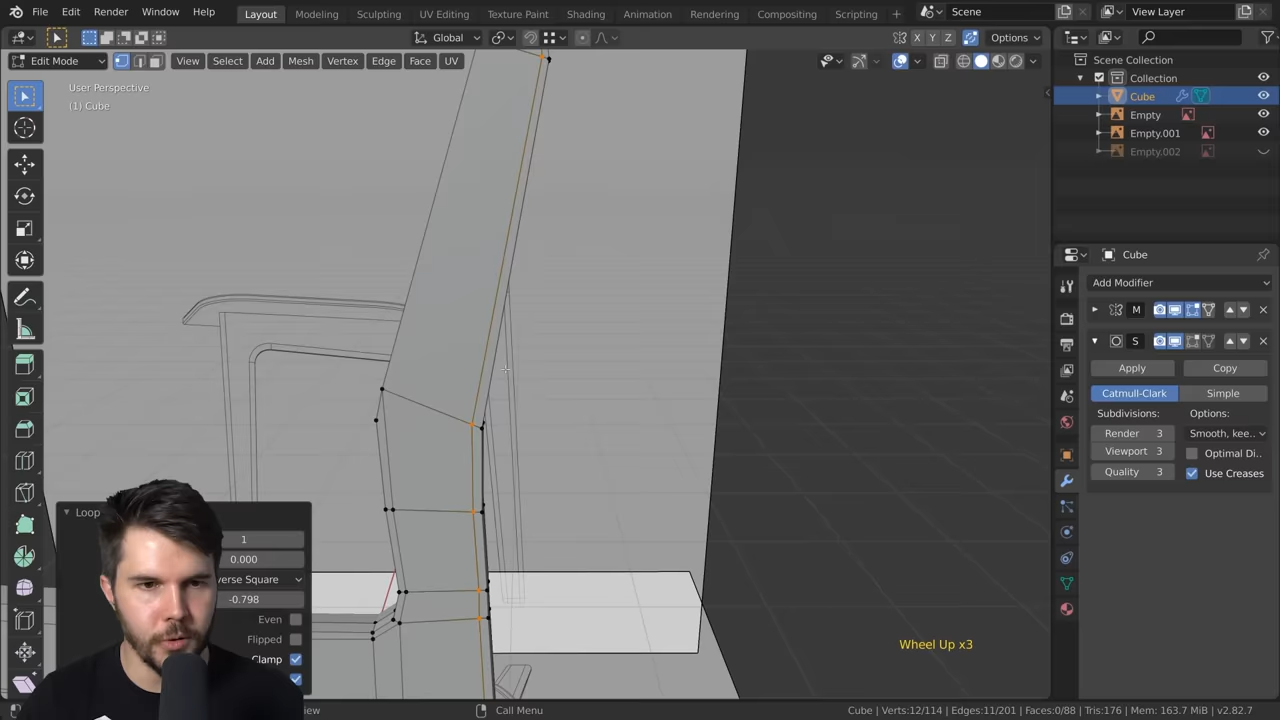 File Edit Render Window Help Layout Modeling Sculpting UV Editing Texture Paint Shading Animation Rendering Compositing Scripting + Scene View Layer
Global X Y Z Options
Edit Mode View Select Add Mesh Vertex Edge Face UV
User Perspective
(1) Cube
Scene Collection
Collection
Cube
Empty
Empty.001
Empty.002
Cube
Add Modifier
M
S
Apply Copy
Catmull-Clark Simple
Subdivisions: Options:
Render 3 Smooth, kee..
Viewport 3 Optimal Di..
Quality 3 Use Creases
Loop
1
0.000
verse Square
-0.798
Even
Flipped
Clamp
Wheel Up x3
iew Call Menu Cube | Verts:12/114 | Edges:11/201 | Faces:0/88 | Tris:176 | Mem: 163.7 MiB | v2.82.7